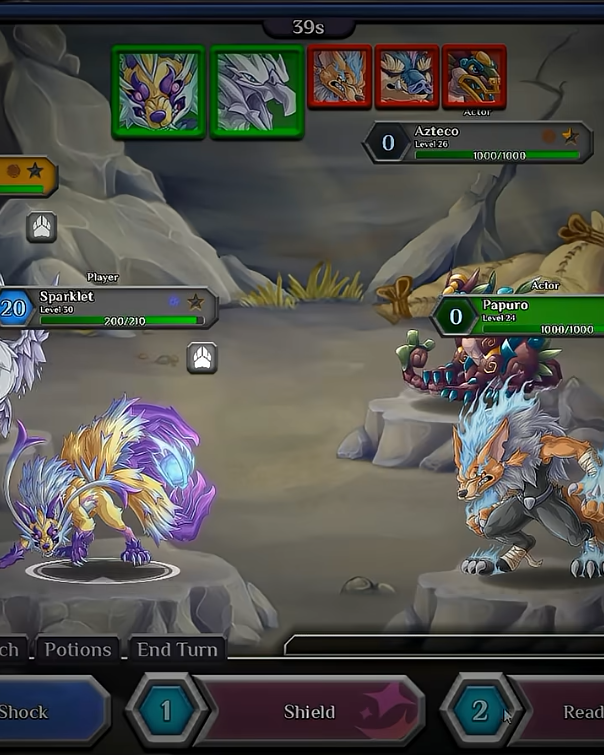 39s
Actor
0
Azteco
Level 26
1000/1000
Player
20
Sparklet
Level 30
200/210
Actor
0
Papuro
Level 24
1000/1000
ch
Potions
End Turn
Shock
1
Shield
2
Read